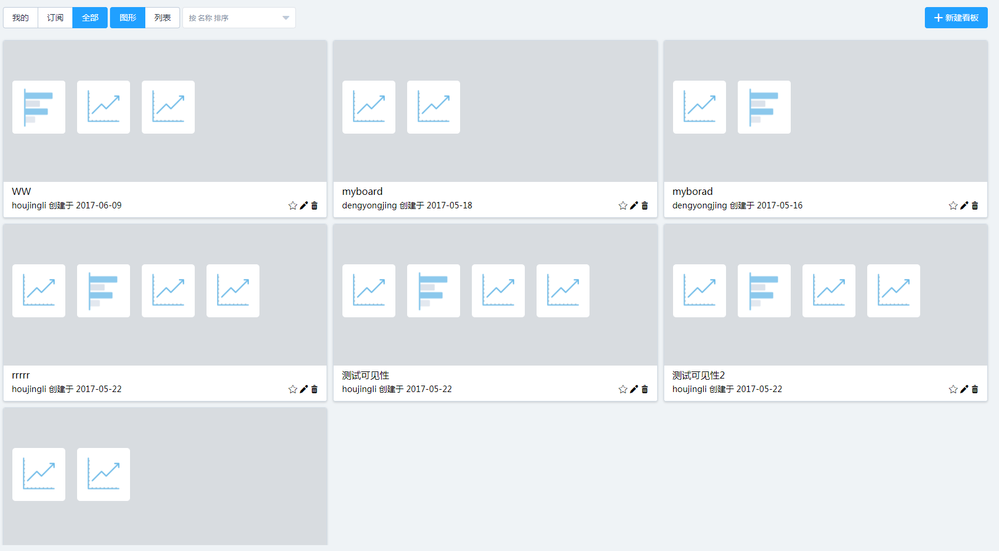 我的 订阅 全部 图形 列表 按 名称 排序 新建看板
WW
houjingli 创建于 2017-06-09
myboard
dengyongjing 创建于 2017-05-18
myborad
dengyongjing 创建于 2017-05-16
rrrrr
houjingli 创建于 2017-05-22
测试可见性
houjingli 创建于 2017-05-22
测试可见性2
houjingli 创建于 2017-05-22